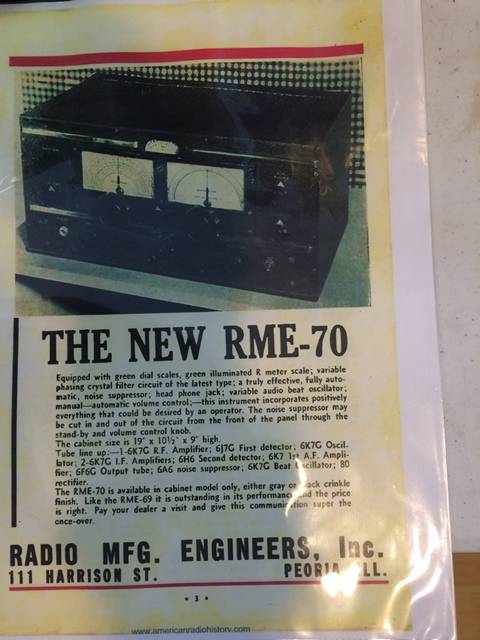 THE NEW RME-70
Equipped with green dial scales, green illuminated R meter scale; variable
phasing crystal filter circuit of the latest type; a truly effective, fully auto-
matic, noise suppressor; head phone jack; variable audio beat oscillator;
manual—automatic volume control;—this instrument incorporates positively
everything that could be desired by an operator. The noise suppressor may
be cut in and out of the circuit from the front of the panel through the
stand-by and volume control knob.
The cabinet size is 19" x 10½" x 9" high.
Tube line up:—1-6K7G R.F. Amplifier; 6J7G First detector; 6K7G Oscil-
lator; 2-6K7G I.F. Amplifiers; 6H6 Second detector; 6K7 1st A.F. Ampli-
fier; 6F6G Output tube; 6A6 noise suppressor; 6K7G Beat Oscillator; 80
rectifier.
The RME-70 is available in cabinet model only, either gray or black crinkle
finish. Like the RME-69 it is outstanding in its performance and the price
is right. Pay your dealer a visit and give this communication super the
once-over.
RADIO MFG. ENGINEERS, Inc.
111 HARRISON ST. PEORIA ILL.
• 3 •
www.americanradiohistory.com